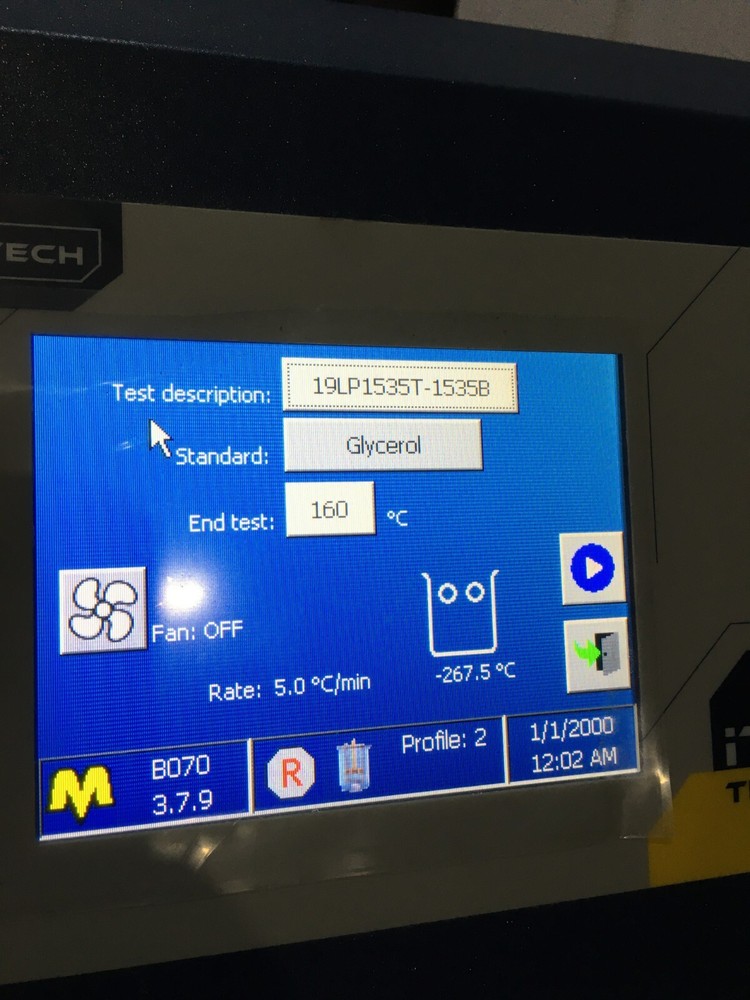 TECH
Test description: 19LP1535T-1535B
Standard: Glycerol
End test: 160 °C
Fan: OFF
-267.5 °C
Rate: 5.0 °C/min
B070
3.7.9
R
Profile: 2
1/1/2000
12:02 AM